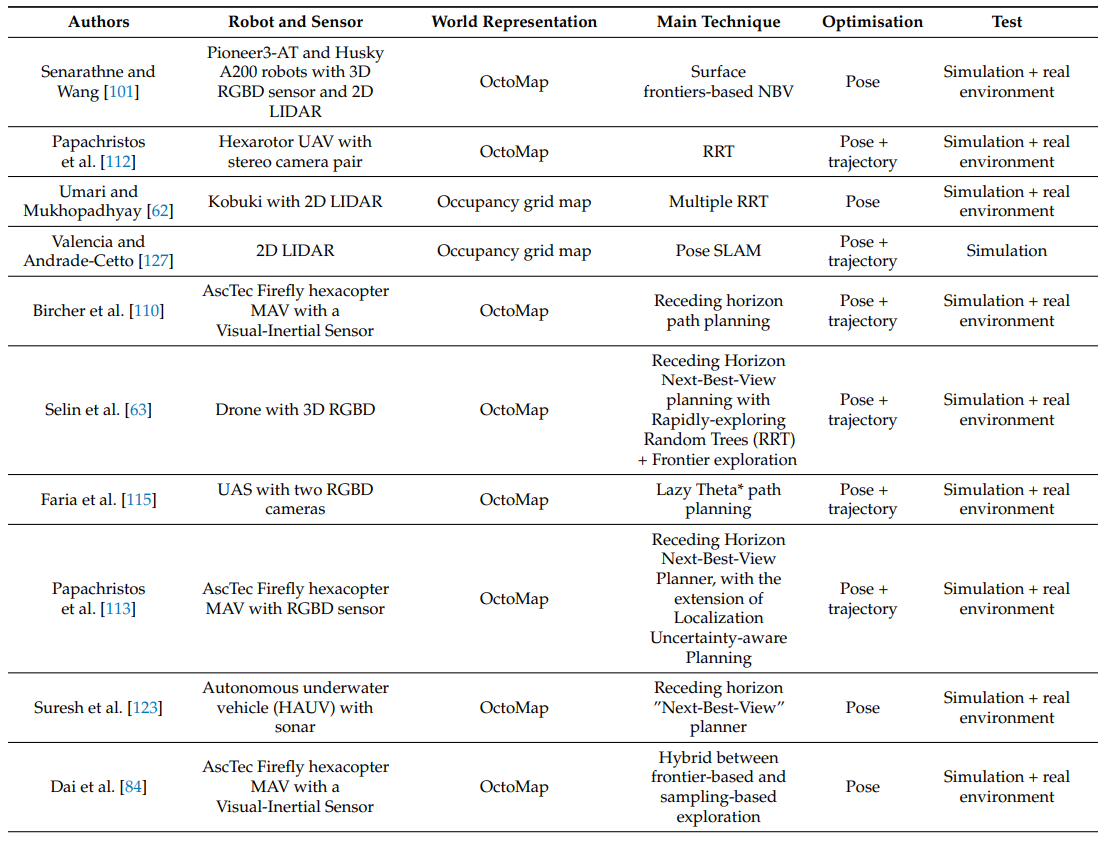 Authors Robot and Sensor World Representation Main Technique Optimisation Test
Senarathne and
Wang [101]
Pioneer3-AT and Husky
A200 robots with 3D
RGBD sensor and 2D
LIDAR
OctoMap
Surface
frontiers-based NBV
Pose
Simulation + real
environment
Papachristos
et al. [112]
Hexarotor UAV with
stereo camera pair
OctoMap
RRT
Pose +
trajectory
Simulation + real
environment
Umari and
Mukhopadhyay [62]
Kobuki with 2D LIDAR
Occupancy grid map
Multiple RRT
Pose
Simulation + real
environment
Valencia and
Andrade-Cetto [127]
2D LIDAR
Occupancy grid map
Pose SLAM
Pose +
trajectory
Simulation
Bircher et al. [110]
AscTec Firefly hexacopter
MAV with a
Visual-Inertial Sensor
OctoMap
Receding horizon
path planning
Pose +
trajectory
Simulation + real
environment
Selin et al. [63]
Drone with 3D RGBD
OctoMap
Receding Horizon
Next-Best-View
planning with
Rapidly-exploring
Random Trees (RRT)
+ Frontier exploration
Pose +
trajectory
Simulation + real
environment
Faria et al. [115]
UAS with two RGBD
cameras
OctoMap
Lazy Theta* path
planning
Pose +
trajectory
Simulation + real
environment
Papachristos
et al. [113]
AscTec Firefly hexacopter
MAV with RGBD sensor
OctoMap
Receding Horizon
Next-Best-View
Planner, with the
extension of
Localization
Uncertainty-aware
Planning
Pose +
trajectory
Simulation + real
environment
Suresh et al. [123]
Autonomous underwater
vehicle (HAUV) with
sonar
OctoMap
Receding horizon
”Next-Best-View”
planner
Pose
Simulation + real
environment
Dai et al. [84]
AscTec Firefly hexacopter
MAV with a
Visual-Inertial Sensor
OctoMap
Hybrid between
frontier-based and
sampling-based
exploration
Pose
Simulation + real
environment